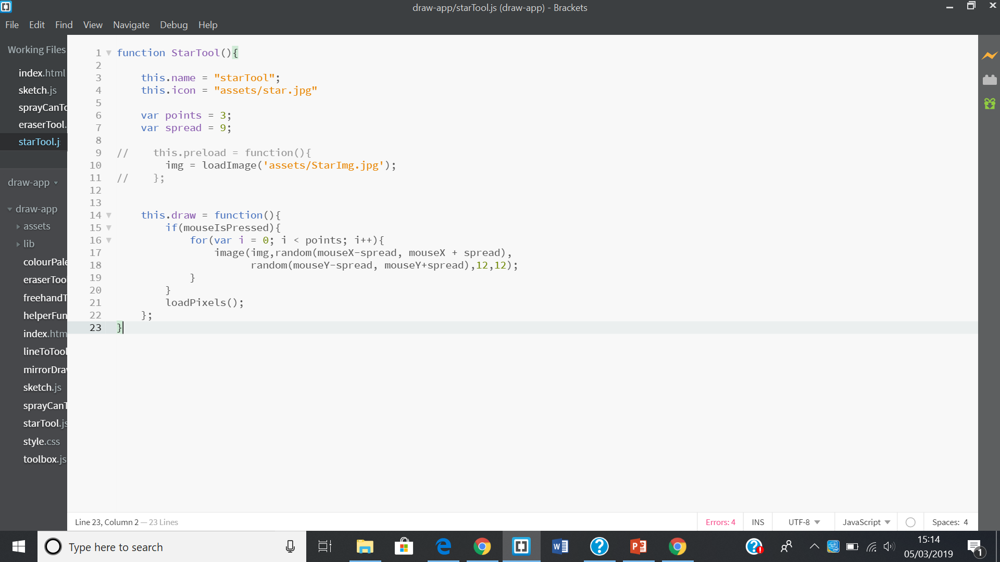 draw-app/starTool.js (draw-app) - Brackets
File Edit Find View Navigate Debug Help
Working Files
index.html
sketch.js
sprayCanTo
eraserTool.
starTool.j
draw-app
draw-app
assets
lib
colourPale
eraserTool
freehandT
helperFun
index.htm
lineToTool
mirrorDraw
sketch.js
sprayCanT
starTool.js
style.css
toolbox.js
1 function StarTool(){
2
3 this.name = "starTool";
4 this.icon = "assets/star.jpg"
5
6 var points = 3;
7 var spread = 9;
8
9 // this.preload = function(){
10 img = loadImage('assets/StarImg.jpg');
11 // };
12
13
14 this.draw = function(){
15 if(mouseIsPressed){
16 for(var i = 0; i < points; i++){
17 image(img,random(mouseX-spread, mouseX + spread),
18 random(mouseY-spread, mouseY+spread),12,12);
19 }
20 }
21 loadPixels();
22 };
23 }
Line 23, Column 2 — 23 Lines
Errors: 4 INS UTF-8 JavaScript Spaces: 4
Type here to search
15:14
05/03/2019
1